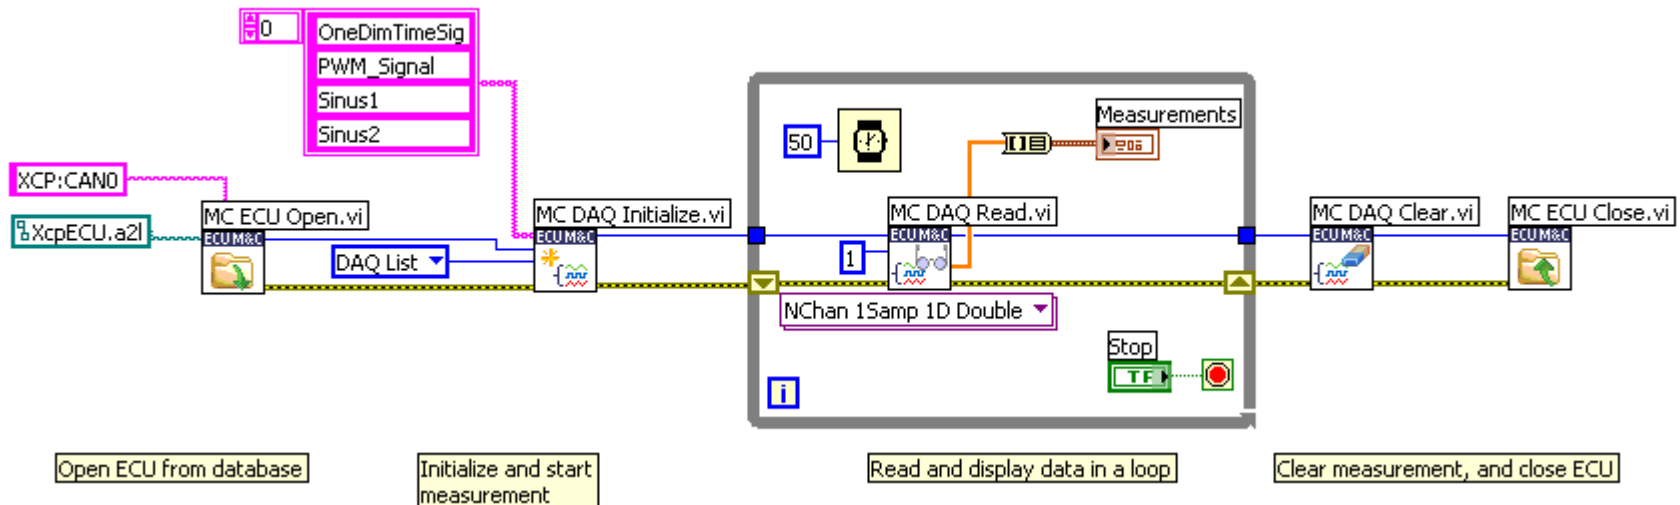 0
OneDimTimeSig
PWM_Signal
Sinus1
Sinus2
XCP:CAN0
XcpECU.a2l
MC ECU Open.vi
ECU M&C
DAQ List
MC DAQ Initialize.vi
ECU M&C
50
Measurements
MC DAQ Read.vi
ECU M&C
1
NChan 1Samp 1D Double
Stop
TF
i
MC DAQ Clear.vi
ECU M&C
MC ECU Close.vi
ECU M&C
Open ECU from database
Initialize and start
measurement
Read and display data in a loop
Clear measurement, and close ECU